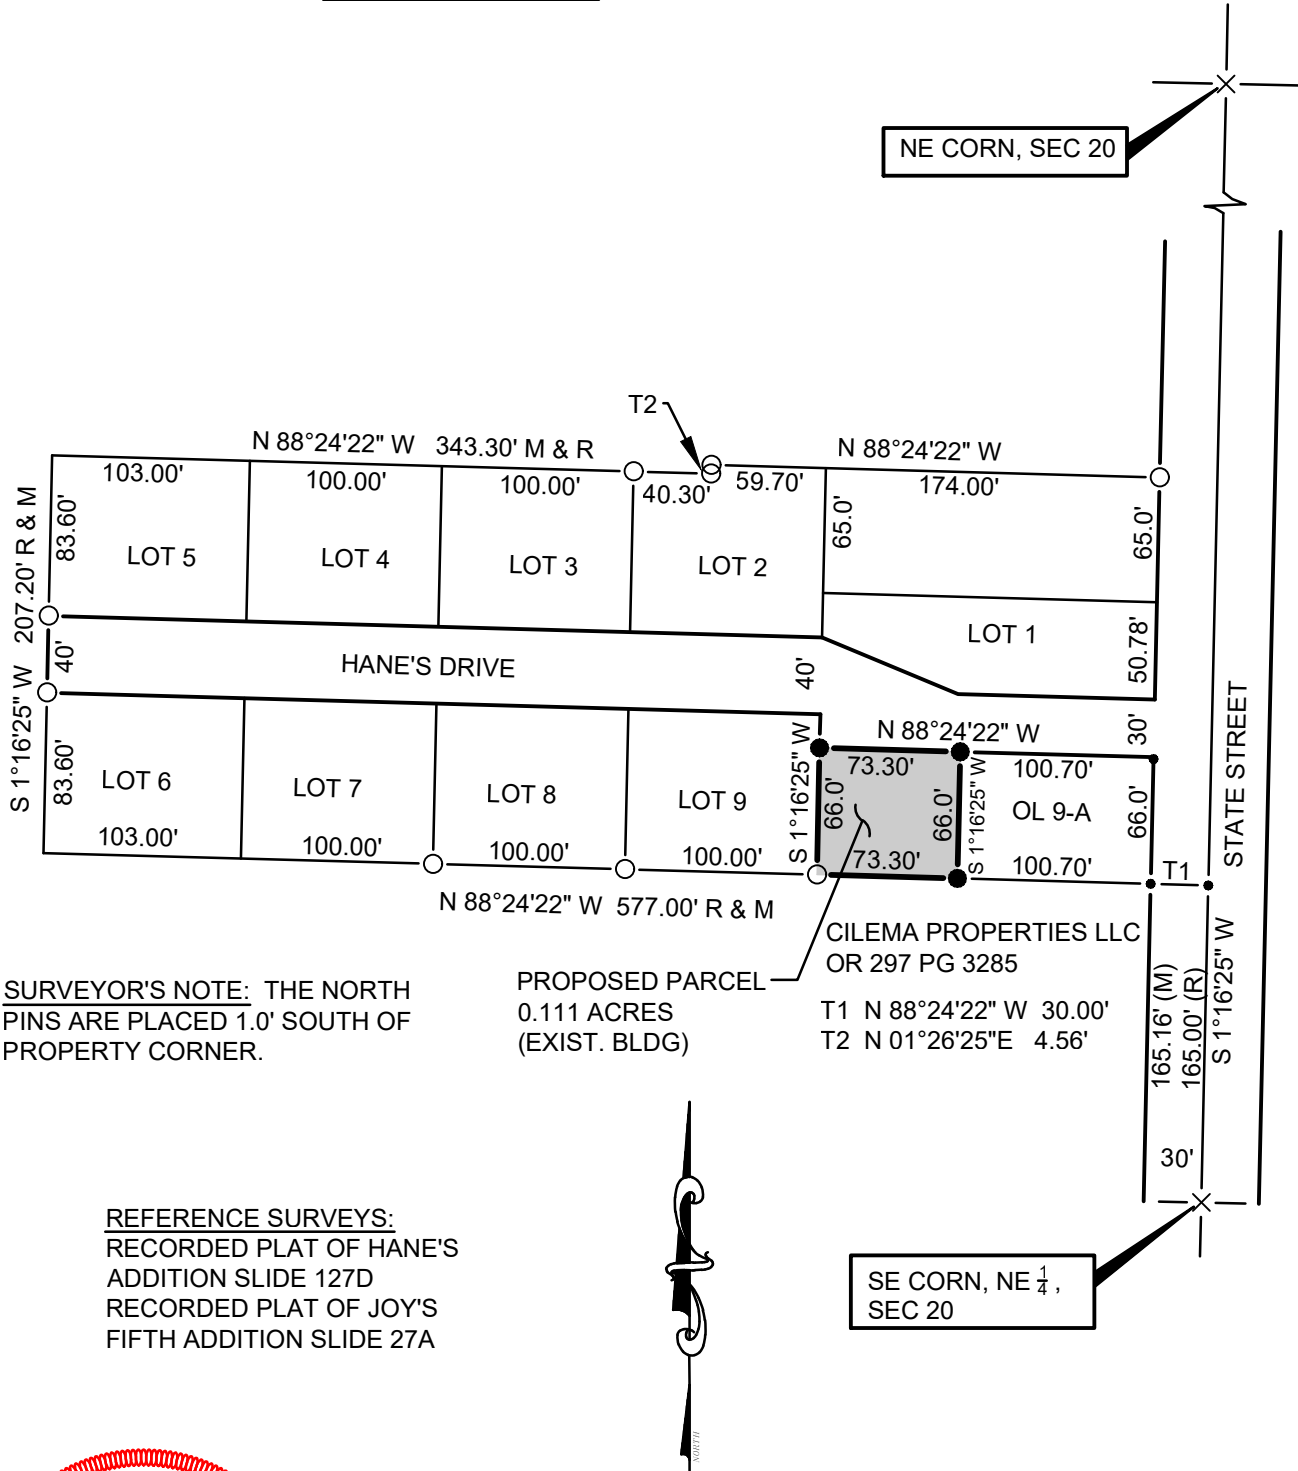 NE CORN, SEC 20
T2
N 88°24'22" W 343.30' M & R
N 88°24'22" W
103.00'
100.00'
100.00'
40.30'
59.70'
174.00'
S 1°16'25" W 207.20' R & M
83.60'
LOT 5
LOT 4
LOT 3
LOT 2
65.0'
65.0'
LOT 1
50.78'
40'
HANE'S DRIVE
40'
30'
STATE STREET
N 88°24'22" W
83.60'
LOT 6
LOT 7
LOT 8
LOT 9
S 1°16'25" W
73.30'
66.0'
66.0'
S 1°16'25" W
100.70'
OL 9-A
66.0'
103.00'
100.00'
100.00'
100.00'
73.30'
100.70'
T1
N 88°24'22" W 577.00' R & M
CILEMA PROPERTIES LLC
OR 297 PG 3285
T1 N 88°24'22" W 30.00'
T2 N 01°26'25"E 4.56'
165.16' (M)
165.00' (R)
S 1°16'25" W
SURVEYOR'S NOTE: THE NORTH
PINS ARE PLACED 1.0' SOUTH OF
PROPERTY CORNER.
PROPOSED PARCEL
0.111 ACRES
(EXIST. BLDG)
30'
REFERENCE SURVEYS:
RECORDED PLAT OF HANE'S
ADDITION SLIDE 127D
RECORDED PLAT OF JOY'S
FIFTH ADDITION SLIDE 27A
SE CORN, NE 1/4 ,
SEC 20
NORTH